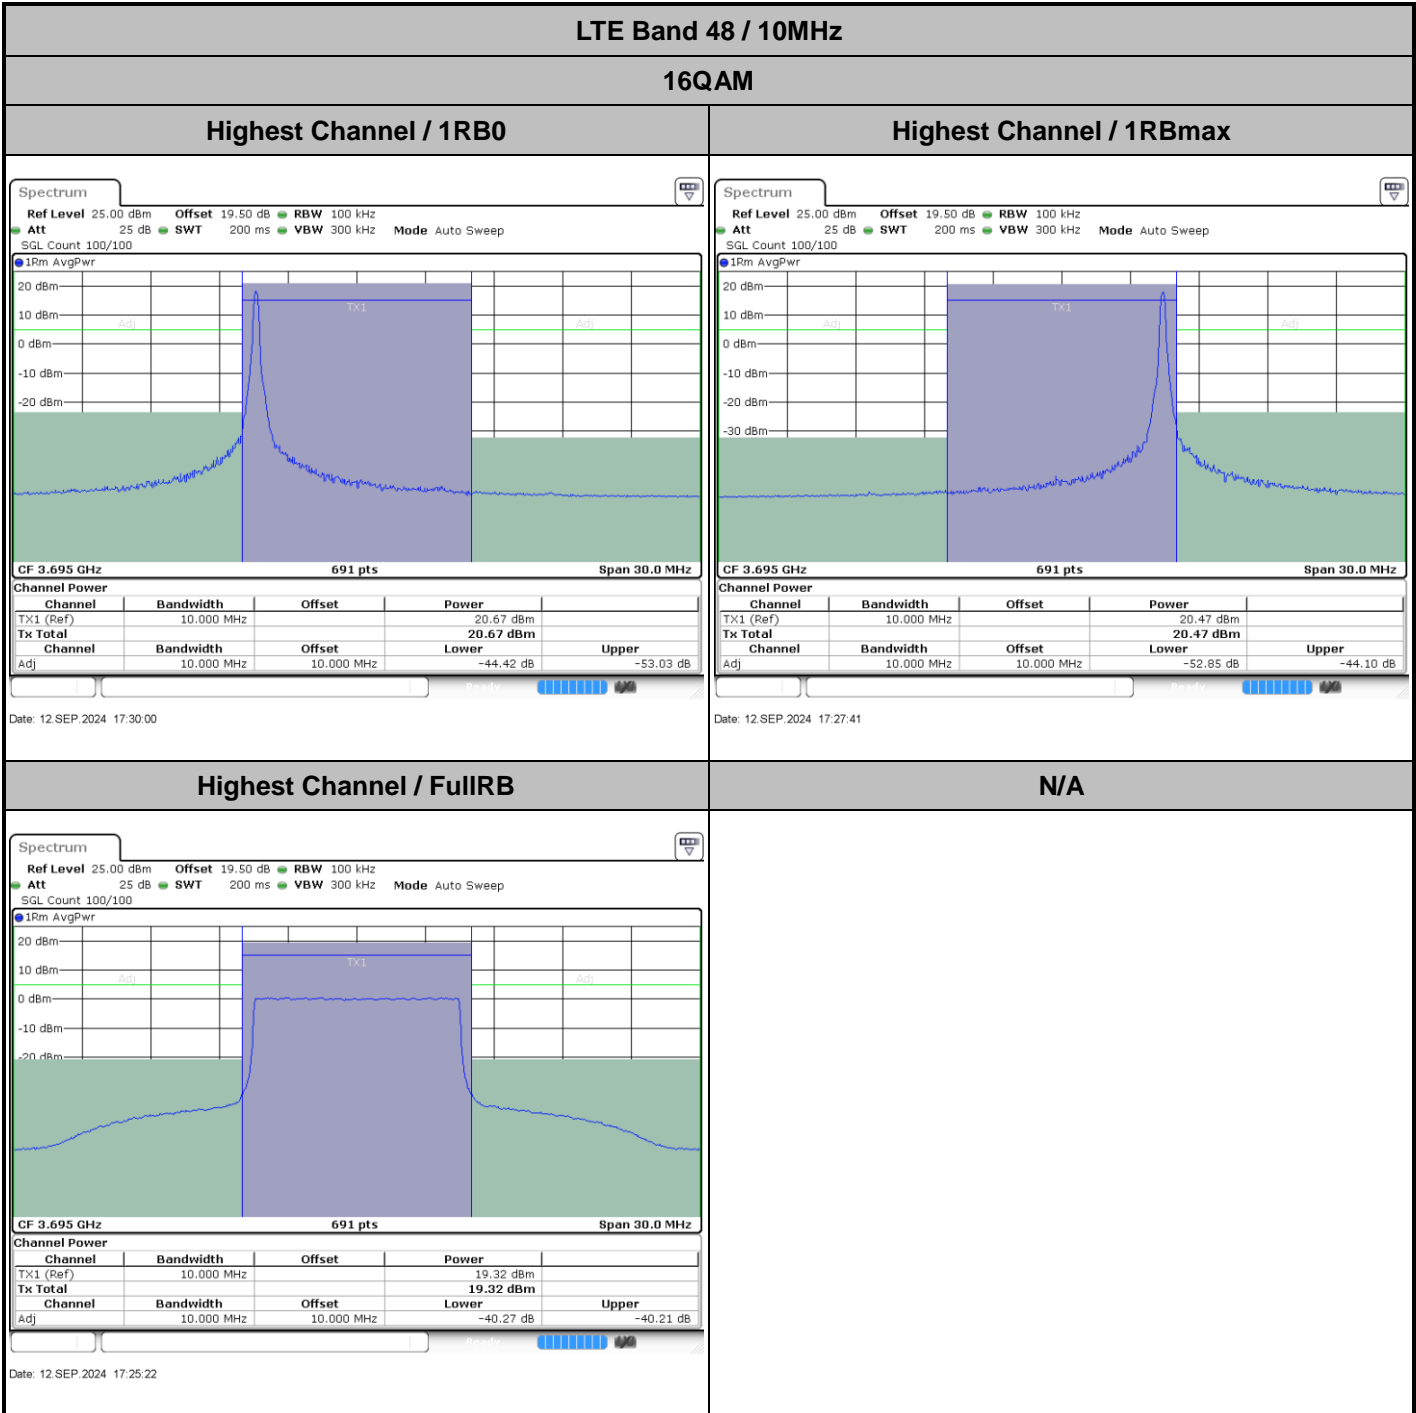 LTE Band 48 / 10MHz
16QAM
Highest Channel / 1RB0
Highest Channel / 1RBmax
Spectrum
Ref Level 25.00 dBm Offset 19.50 dB RBW 100 kHz
Att 25 dB SWT 200 ms VBW 300 kHz Mode Auto Sweep
SGL Count 100/100
1Rm AvgPwr
20 dBm
10 dBm
0 dBm
-10 dBm
-20 dBm
Adj
TX1
Adj
CF 3.695 GHz 691 pts Span 30.0 MHz
Channel Power
Channel Bandwidth Offset Power
TX1 (Ref) 10.000 MHz 20.67 dBm
Tx Total 20.67 dBm
Channel Bandwidth Offset Lower Upper
Adj 10.000 MHz 10.000 MHz -44.42 dB -53.03 dB
Ready
Date: 12.SEP.2024 17:30:00
Spectrum
Ref Level 25.00 dBm Offset 19.50 dB RBW 100 kHz
Att 25 dB SWT 200 ms VBW 300 kHz Mode Auto Sweep
SGL Count 100/100
1Rm AvgPwr
20 dBm
10 dBm
0 dBm
-10 dBm
-20 dBm
-30 dBm
Adj
TX1
Adj
CF 3.695 GHz 691 pts Span 30.0 MHz
Channel Power
Channel Bandwidth Offset Power
TX1 (Ref) 10.000 MHz 20.47 dBm
Tx Total 20.47 dBm
Channel Bandwidth Offset Lower Upper
Adj 10.000 MHz 10.000 MHz -52.85 dB -44.10 dB
Ready
Date: 12.SEP.2024 17:27:41
Highest Channel / FullRB
N/A
Spectrum
Ref Level 25.00 dBm Offset 19.50 dB RBW 100 kHz
Att 25 dB SWT 200 ms VBW 300 kHz Mode Auto Sweep
SGL Count 100/100
1Rm AvgPwr
20 dBm
10 dBm
0 dBm
-10 dBm
-20 dBm
Adj
TX1
Adj
CF 3.695 GHz 691 pts Span 30.0 MHz
Channel Power
Channel Bandwidth Offset Power
TX1 (Ref) 10.000 MHz 19.32 dBm
Tx Total 19.32 dBm
Channel Bandwidth Offset Lower Upper
Adj 10.000 MHz 10.000 MHz -40.27 dB -40.21 dB
Ready
Date: 12.SEP.2024 17:25:22